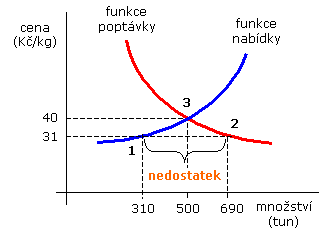 cena
(Kč/kg)
funkce
poptávky
funkce
nabídky
3
40
31
1
2
nedostatek
310
500
690
množství
(tun)